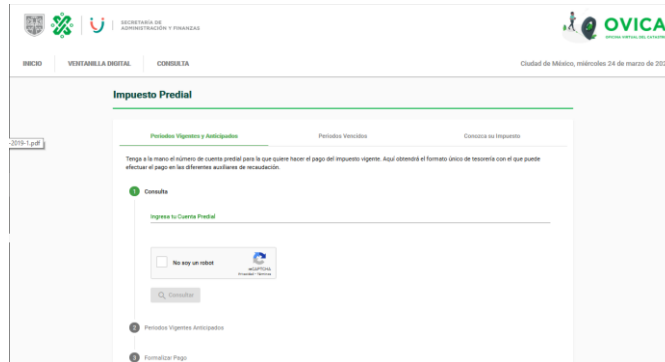 SECRETARÍA DE
ADMINISTRACIÓN Y FINANZAS
OVICA
OFICINA VIRTUAL DEL CATASTRO
INICIO VENTANILLA DIGITAL CONSULTA
Ciudad de México, miércoles 24 de marzo de 202
Impuesto Predial
-2019-1.pdf
Periodos Vigentes y Anticipados Periodos Vencidos Conozca su Impuesto
Tenga a la mano el número de cuenta predial para la que quiere hacer el pago del impuesto vigente. Aquí obtendrá el formato único de tesorería con el que puede
efectuar el pago en las diferentes auxiliares de recaudación.
1 Consulta
Ingresa tu Cuenta Predial
No soy un robot
reCAPTCHA
Privacidad - Términos
Consultar
2 Periodos Vigentes Anticipados
3 Formalizar Pago